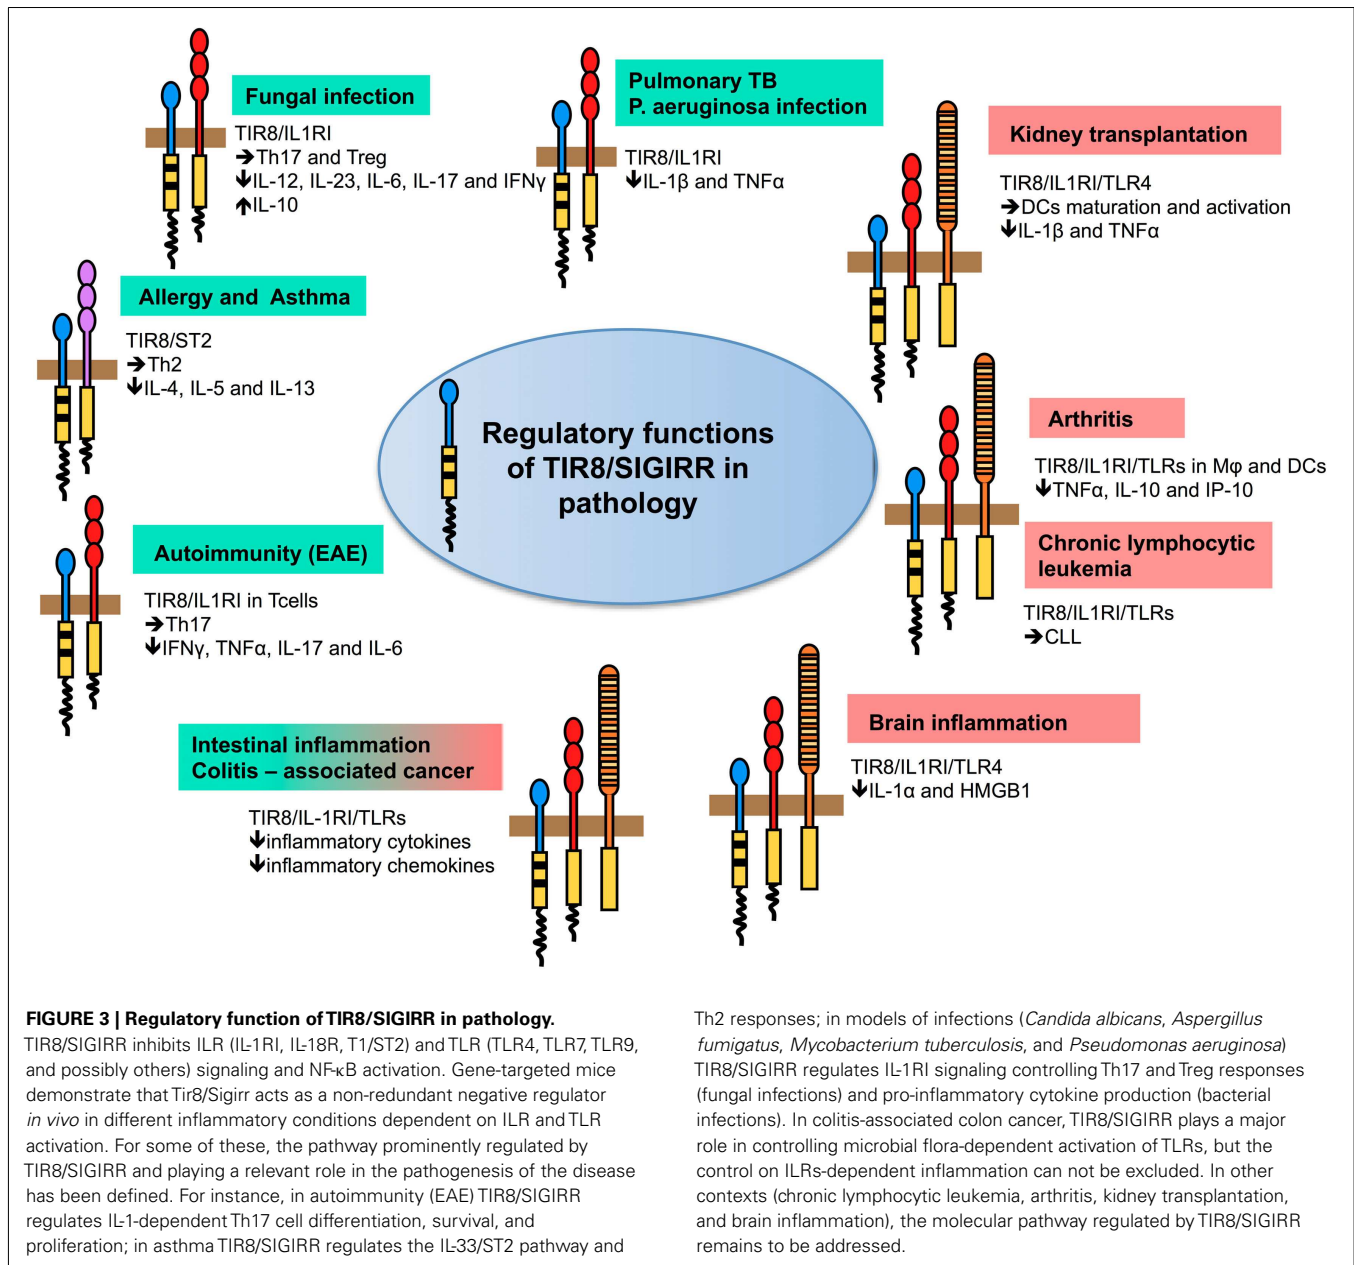 Fungal infection
TIR8/IL1RI
➔Th17 and Treg
🡇IL-12, IL-23, IL-6, IL-17 and IFNγ
🡅IL-10
Pulmonary TB
P. aeruginosa infection
TIR8/IL1RI
🡇IL-1β and TNFα
Kidney transplantation
TIR8/IL1RI/TLR4
➔DCs maturation and activation
🡇IL-1β and TNFα
Allergy and Asthma
TIR8/ST2
➔Th2
🡇IL-4, IL-5 and IL-13
Regulatory functions
of TIR8/SIGIRR in
pathology
Arthritis
TIR8/IL1RI/TLRs in Mφ and DCs
🡇TNFα, IL-10 and IP-10
Chronic lymphocytic
leukemia
TIR8/IL1RI/TLRs
➔CLL
Autoimmunity (EAE)
TIR8/IL1RI in Tcells
➔Th17
🡇IFNγ, TNFα, IL-17 and IL-6
Intestinal inflammation
Colitis – associated cancer
TIR8/IL-1RI/TLRs
🡇inflammatory cytokines
🡇inflammatory chemokines
Brain inflammation
TIR8/IL1RI/TLR4
🡇IL-1α and HMGB1
FIGURE 3 | Regulatory function of TIR8/SIGIRR in pathology.
TIR8/SIGIRR inhibits ILR (IL-1RI, IL-18R, T1/ST2) and TLR (TLR4, TLR7, TLR9,
and possibly others) signaling and NF-κB activation. Gene-targeted mice
demonstrate that Tir8/Sigirr acts as a non-redundant negative regulator
in vivo in different inflammatory conditions dependent on ILR and TLR
activation. For some of these, the pathway prominently regulated by
TIR8/SIGIRR and playing a relevant role in the pathogenesis of the disease
has been defined. For instance, in autoimmunity (EAE) TIR8/SIGIRR
regulates IL-1-dependent Th17 cell differentiation, survival, and
proliferation; in asthma TIR8/SIGIRR regulates the IL-33/ST2 pathway and
Th2 responses; in models of infections (Candida albicans, Aspergillus
fumigatus, Mycobacterium tuberculosis, and Pseudomonas aeruginosa)
TIR8/SIGIRR regulates IL-1RI signaling controlling Th17 and Treg responses
(fungal infections) and pro-inflammatory cytokine production (bacterial
infections). In colitis-associated colon cancer, TIR8/SIGIRR plays a major
role in controlling microbial flora-dependent activation of TLRs, but the
control on ILRs-dependent inflammation can not be excluded. In other
contexts (chronic lymphocytic leukemia, arthritis, kidney transplantation,
and brain inflammation), the molecular pathway regulated by TIR8/SIGIRR
remains to be addressed.